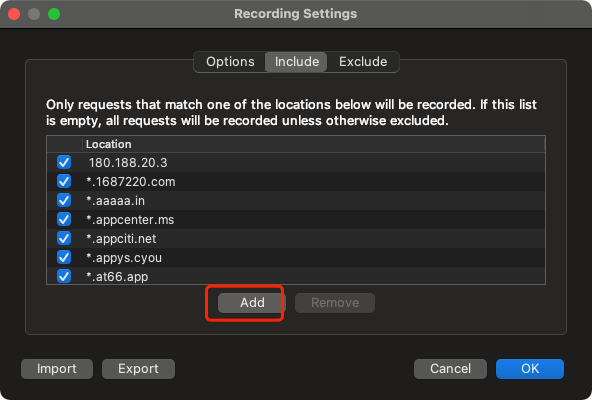 Recording Settings
Options Include Exclude
Only requests that match one of the locations below will be recorded. If this list
is empty, all requests will be recorded unless otherwise excluded.
Location
180.188.20.3
*.1687220.com
*.aaaaa.in
*.appcenter.ms
*.appciti.net
*.appys.cyou
*.at66.app
Add Remove
Import Export Cancel OK